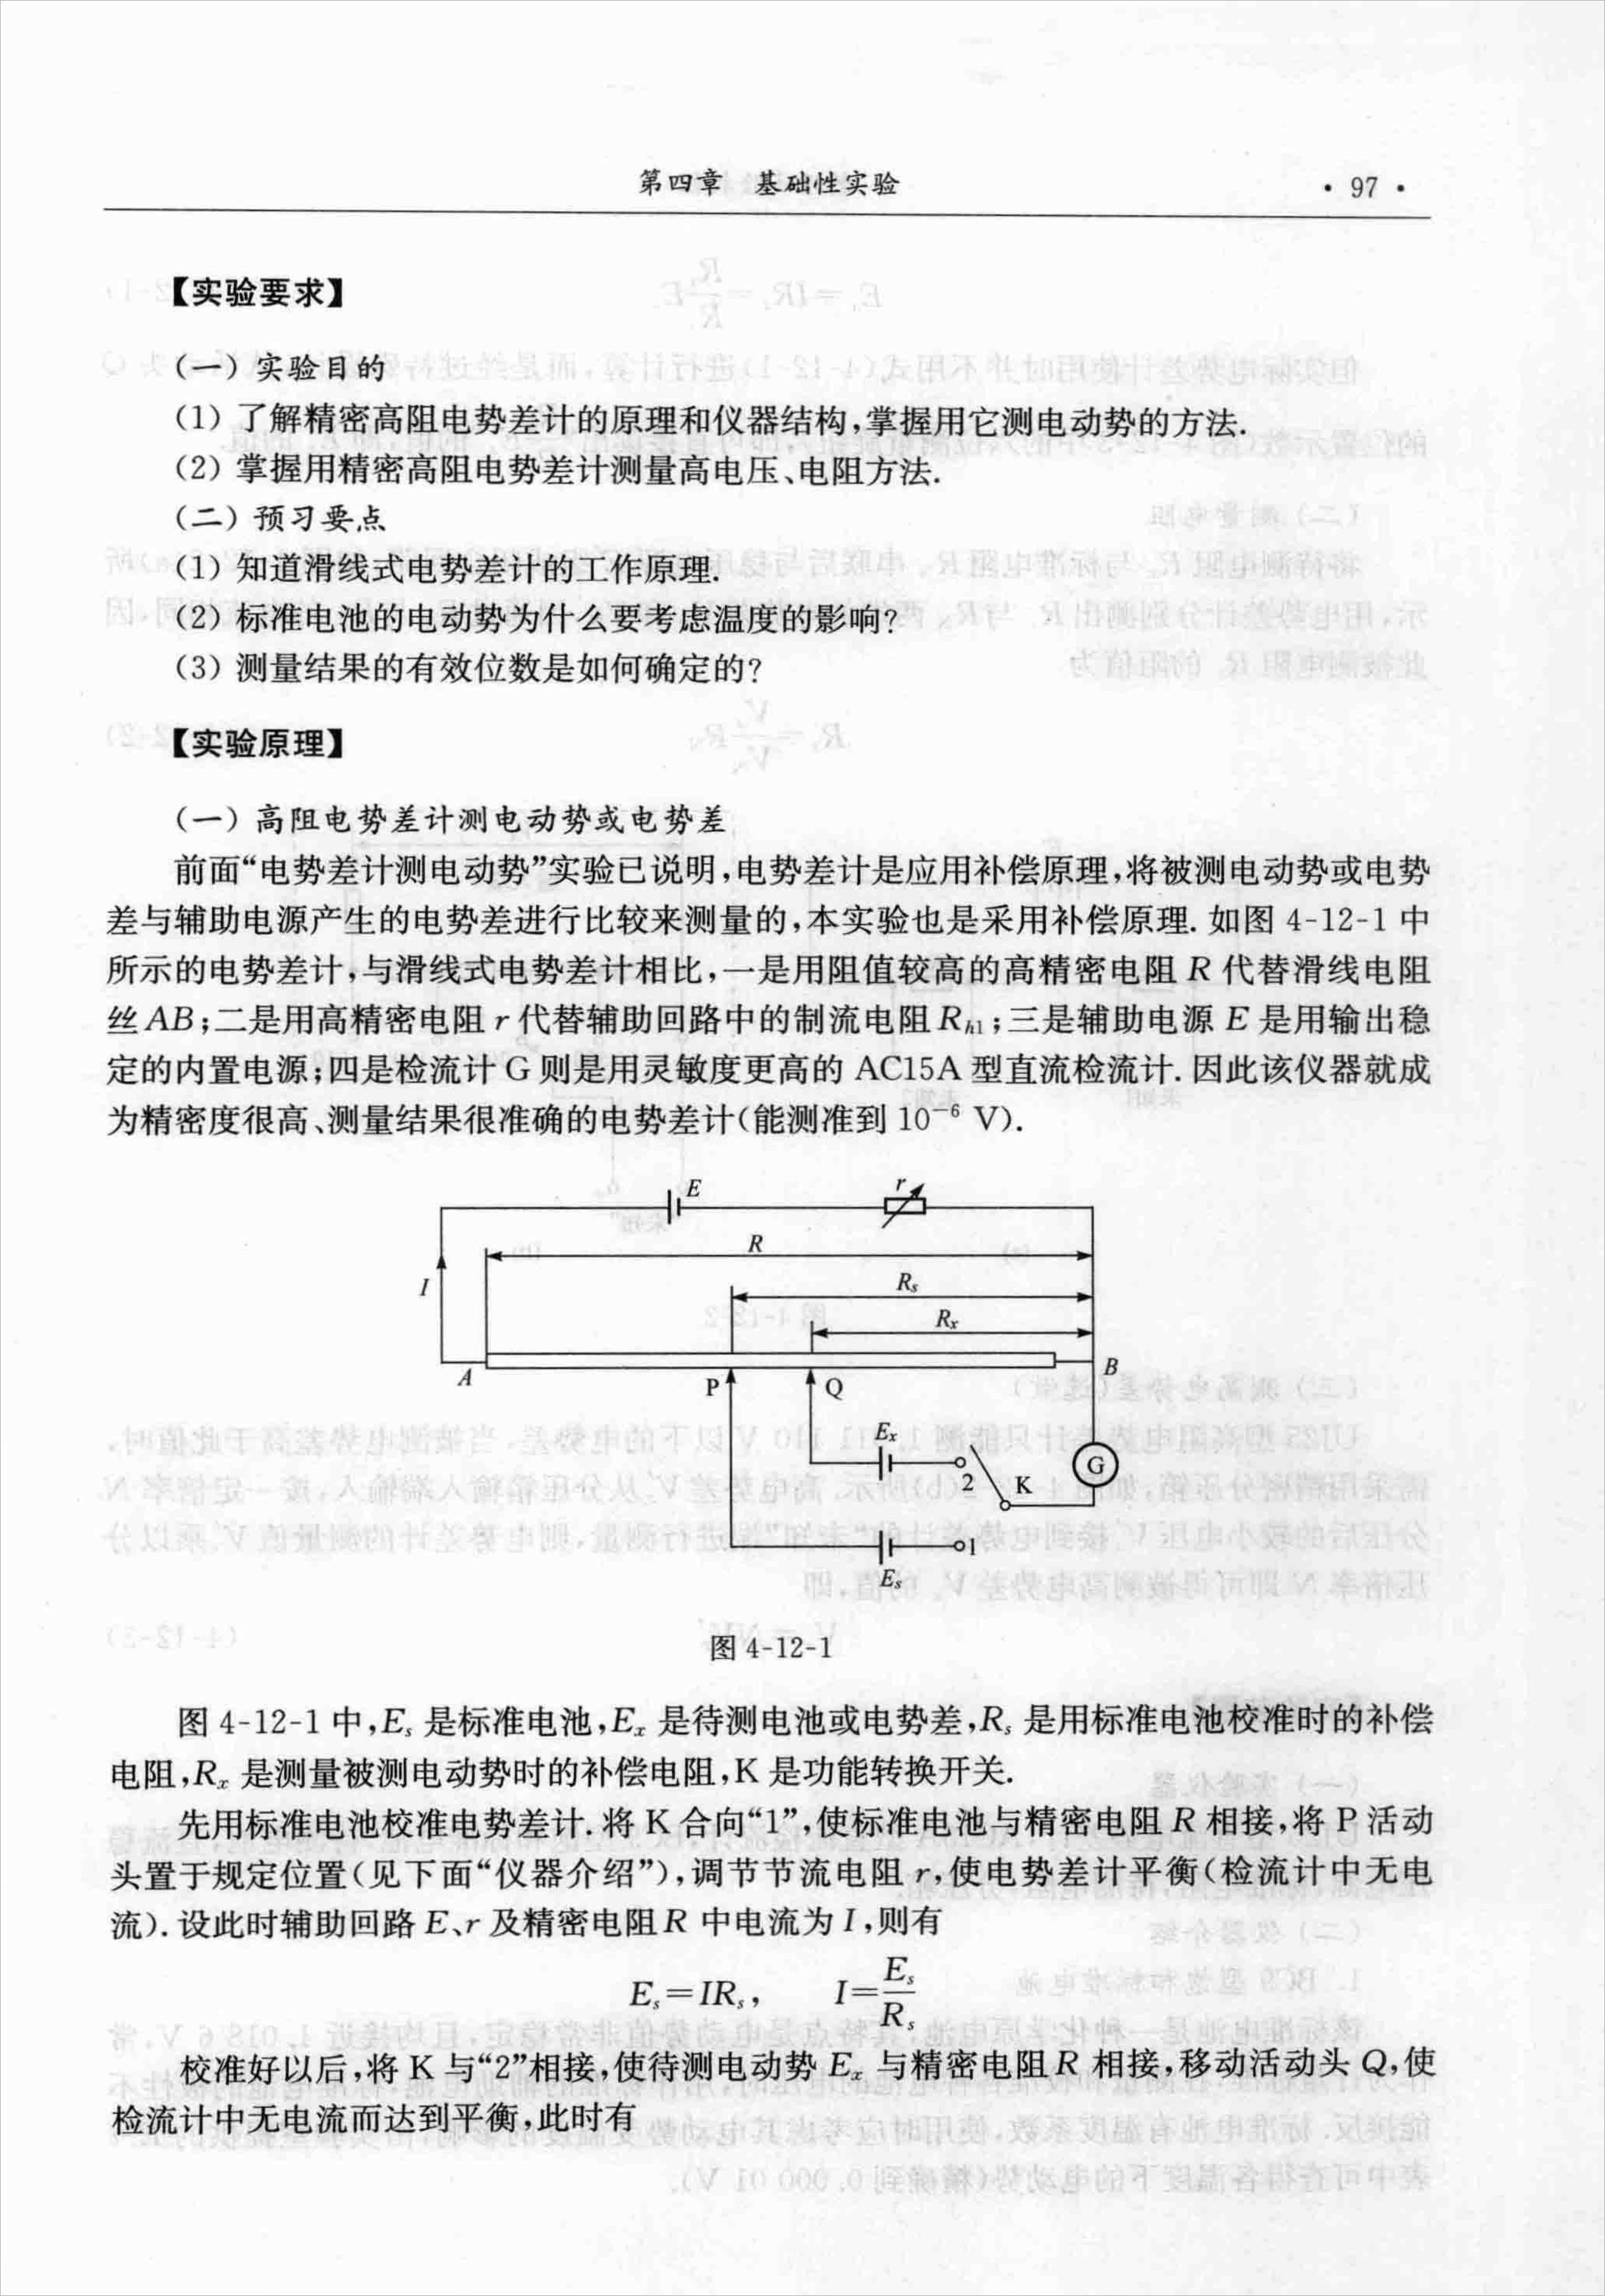 第四章 基础性实验 · 97 ·
【实验要求】
(一) 实验目的
(1) 了解精密高阻电势差计的原理和仪器结构,掌握用它测电动势的方法.
(2) 掌握用精密高阻电势差计测量高电压、电阻方法.
(二) 预习要点
(1) 知道滑线式电势差计的工作原理.
(2) 标准电池的电动势为什么要考虑温度的影响?
(3) 测量结果的有效位数是如何确定的?
【实验原理】
(一) 高阻电势差计测电动势或电势差
前面“电势差计测电动势”实验已说明,电势差计是应用补偿原理,将被测电动势或电势
差与辅助电源产生的电势差进行比较来测量的,本实验也是采用补偿原理. 如图 4-12-1 中
所示的电势差计,与滑线式电势差计相比,一是用阻值较高的高精密电阻 R 代替滑线电阻
丝 AB;二是用高精密电阻 r 代替辅助回路中的制流电阻 Rh1;三是辅助电源 E 是用输出稳
定的内置电源;四是检流计 G 则是用灵敏度更高的 AC15A 型直流检流计. 因此该仪器就成
为精密度很高、测量结果很准确的电势差计(能测准到 10⁻⁶ V).
E
r
R
I
Rs
Rx
A
B
P
Q
Ex
2
K
G
1
Es
图 4-12-1
图 4-12-1 中,Es 是标准电池,Ex 是待测电池或电势差,Rs 是用标准电池校准时的补偿
电阻,Rx 是测量被测电动势时的补偿电阻,K 是功能转换开关.
先用标准电池校准电势差计. 将 K 合向“1”,使标准电池与精密电阻 R 相接,将 P 活动
头置于规定位置(见下面“仪器介绍”),调节节流电阻 r,使电势差计平衡(检流计中无电
流). 设此时辅助回路 E、r 及精密电阻 R 中电流为 I,则有
Es=IRs, I=Es/Rs
校准好以后,将 K 与“2”相接,使待测电动势 Ex 与精密电阻 R 相接,移动活动头 Q,使
检流计中无电流而达到平衡,此时有